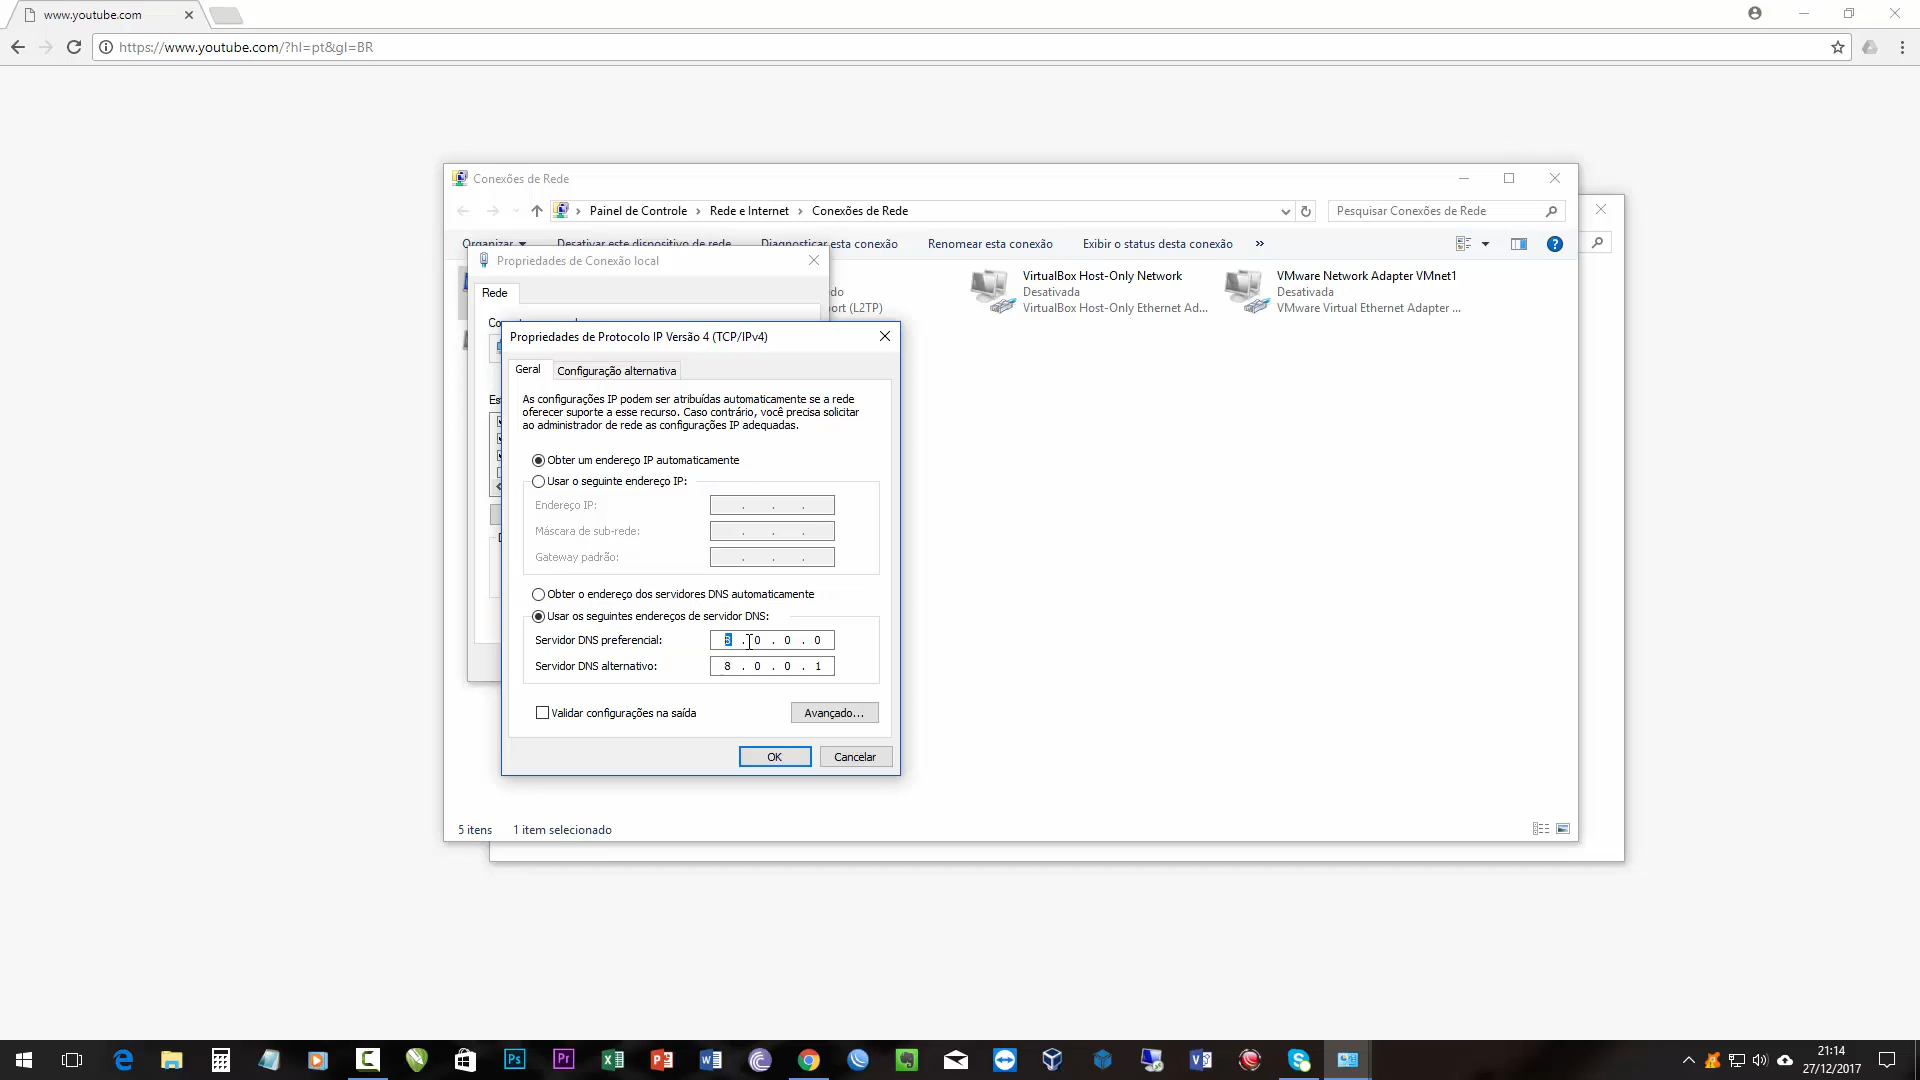 www.youtube.com
https://www.youtube.com/?hl=pt&gl=BR
Conexões de Rede
Painel de Controle > Rede e Internet > Conexões de Rede
Pesquisar Conexões de Rede
Organizar
Desativar este dispositivo de rede
Diagnosticar esta conexão
Renomear esta conexão
Exibir o status desta conexão
»
Propriedades de Conexão local
Rede
VirtualBox Host-Only Network
Desativada
VirtualBox Host-Only Ethernet Ad...
VMware Network Adapter VMnet1
Desativada
VMware Virtual Ethernet Adapter ...
do
ort (L2TP)
Propriedades de Protocolo IP Versão 4 (TCP/IPv4)
Geral
Configuração alternativa
As configurações IP podem ser atribuídas automaticamente se a rede
oferecer suporte a esse recurso. Caso contrário, você precisa solicitar
ao administrador de rede as configurações IP adequadas.
Obter um endereço IP automaticamente
Usar o seguinte endereço IP:
Endereço IP: . . .
Máscara de sub-rede: . . .
Gateway padrão: . . .
Obter o endereço dos servidores DNS automaticamente
Usar os seguintes endereços de servidor DNS:
Servidor DNS preferencial: 8 . 0 . 0 . 0
Servidor DNS alternativo: 8 . 0 . 0 . 1
Validar configurações na saída
Avançado...
OK
Cancelar
5 itens
1 item selecionado
Ps
Pr
21:14
27/12/2017